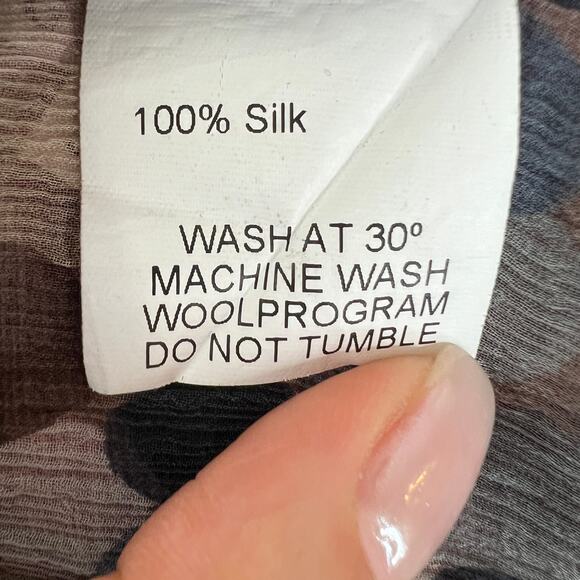 100% Silk
WASH AT 30º
MACHINE WASH
WOOLPROGRAM
DO NOT TUMBLE